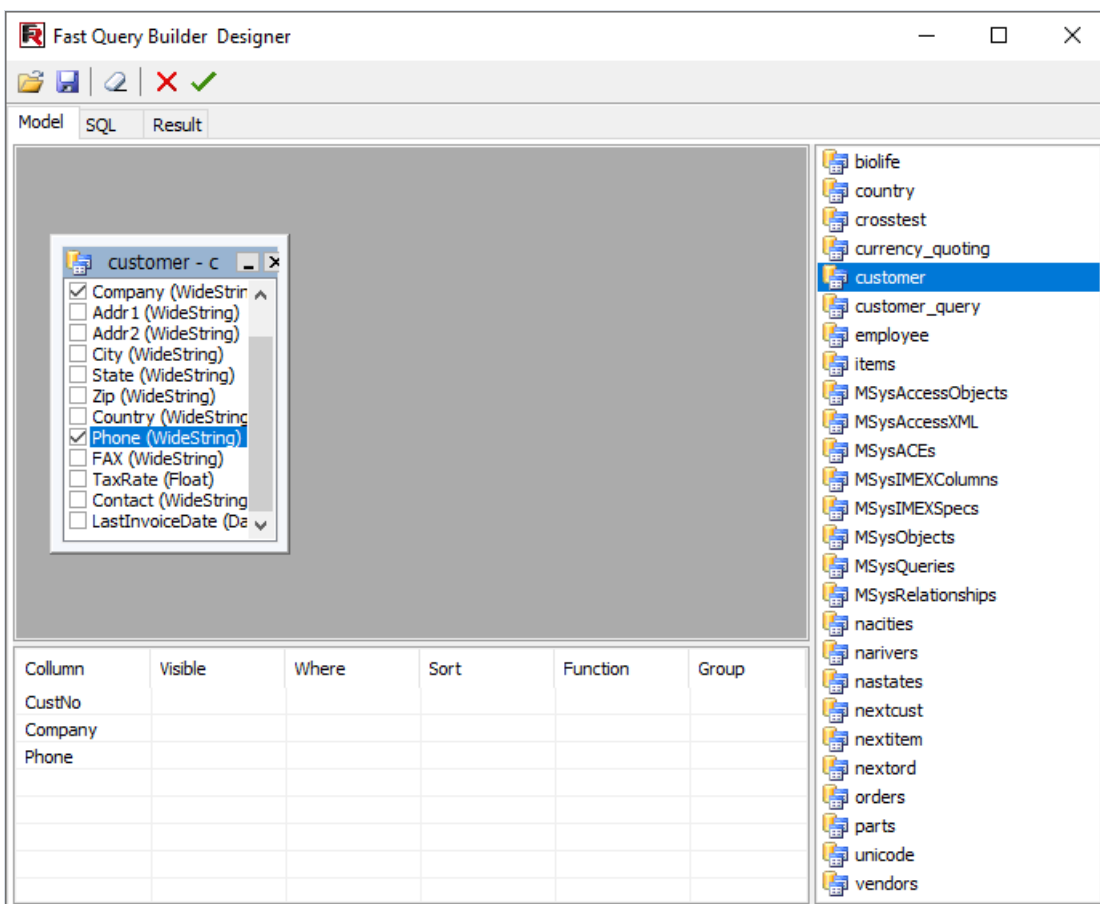 Fast Query Builder Designer
Model SQL Result
customer - c
Company (WideStrin
Addr1 (WideString)
Addr2 (WideString)
City (WideString)
State (WideString)
Zip (WideString)
Country (WideString
Phone (WideString)
FAX (WideString)
TaxRate (Float)
Contact (WideString
LastInvoiceDate (Da
Collumn Visible Where Sort Function Group
CustNo
Company
Phone
biolife
country
crosstest
currency_quoting
customer
customer_query
employee
items
MSysAccessObjects
MSysAccessXML
MSysACEs
MSysIMEXColumns
MSysIMEXSpecs
MSysObjects
MSysQueries
MSysRelationships
nacities
narivers
nastates
nextcust
nextitem
nextord
orders
parts
unicode
vendors